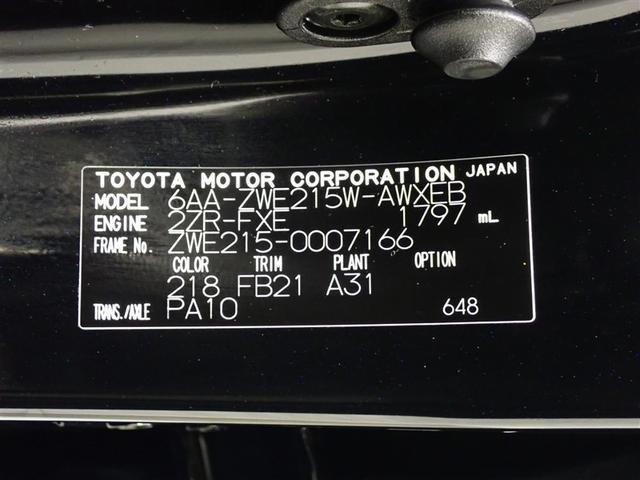 TOYOTA MOTOR CORPORATION JAPAN
MODEL 6AA-ZWE215W-AWXEB
ENGINE 2ZR-FXE 1797 mL
FRAME No. ZWE215-0007166
COLOR TRIM PLANT OPTION
218 FB21 A31
TRANS./AXLE PA10 648